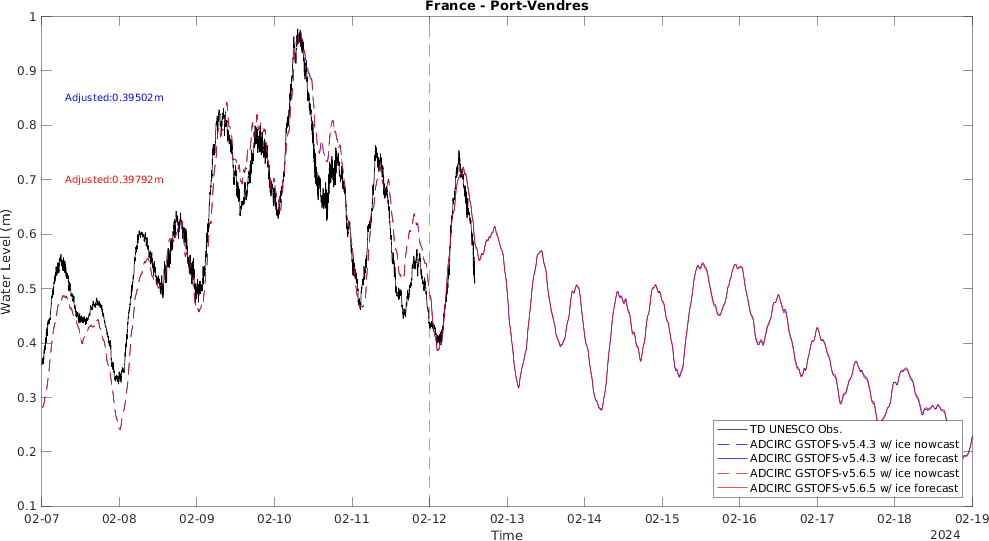 France - Port-Vendres
1
0.9
0.8
0.7
0.6
0.5
0.4
0.3
0.2
0.1
Water Level (m)
Adjusted:0.39502m
Adjusted:0.39792m
TD UNESCO Obs.
ADCIRC GSTOFS-v5.4.3 w/ ice nowcast
ADCIRC GSTOFS-v5.4.3 w/ ice forecast
ADCIRC GSTOFS-v5.6.5 w/ ice nowcast
ADCIRC GSTOFS-v5.6.5 w/ ice forecast
02-07 02-08 02-09 02-10 02-11 02-12 02-13 02-14 02-15 02-16 02-17 02-18 02-19
Time
2024